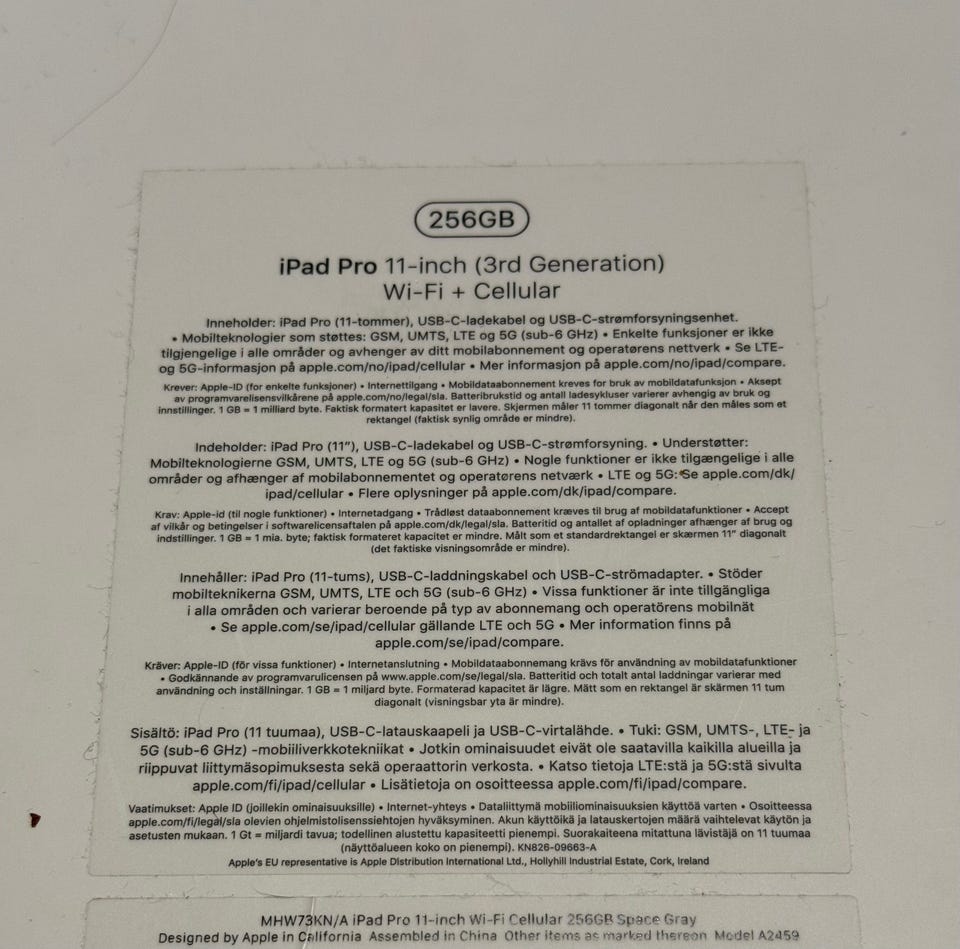 256GB
iPad Pro 11-inch (3rd Generation)
Wi-Fi + Cellular
Inneholder: iPad Pro (11-tommer), USB-C-ladekabel og USB-C-strømforsyningsenhet.
• Mobilteknologier som støttes: GSM, UMTS, LTE og 5G (sub-6 GHz) • Enkelte funksjoner er ikke
tilgjengelige i alle områder og avhenger av ditt mobilabonnement og operatørens nettverk • Se LTE-
og 5G-informasjon på apple.com/no/ipad/cellular • Mer informasjon på apple.com/no/ipad/compare.
Krever: Apple-ID (for enkelte funksjoner) • Internettilgang • Mobildataabonnement kreves for bruk av mobildatafunksjon • Aksept
av programvarelisensvilkårene på apple.com/no/legal/sla. Batteribrukstid og antall ladesykluser varierer avhengig av bruk og
innstillinger. 1 GB = 1 milliard byte. Faktisk formatert kapasitet er lavere. Skjermen måler 11 tommer diagonalt når den måles som et
rektangel (faktisk synlig område er mindre).
Indeholder: iPad Pro (11"), USB-C-ladekabel og USB-C-strømforsyning. • Understøtter:
Mobilteknologierne GSM, UMTS, LTE og 5G (sub-6 GHz) • Nogle funktioner er ikke tilgængelige i alle
områder og afhænger af mobilabonnementet og operatørens netværk • LTE og 5G: Se apple.com/dk/
ipad/cellular • Flere oplysninger på apple.com/dk/ipad/compare.
Krav: Apple-id (til nogle funktioner) • Internetadgang • Trådløst dataabonnement kræves til brug af mobildatafunktioner • Accept
af vilkår og betingelser i softwarelicensaftalen på apple.com/dk/legal/sla. Batteritid og antallet af opladninger afhænger af brug og
indstillinger. 1 GB = 1 mia. byte; faktisk formateret kapacitet er mindre. Målt som et standardrektangel er skærmen 11" diagonalt
(det faktiske visningsområde er mindre).
Innehåller: iPad Pro (11-tums), USB-C-laddningskabel och USB-C-strömadapter. • Stöder
mobilteknikerna GSM, UMTS, LTE och 5G (sub-6 GHz) • Vissa funktioner är inte tillgängliga
i alla områden och varierar beroende på typ av abonnemang och operatörens mobilnät
• Se apple.com/se/ipad/cellular gällande LTE och 5G • Mer information finns på
apple.com/se/ipad/compare.
Kräver: Apple-ID (för vissa funktioner) • Internetanslutning • Mobildataabonnemang krävs för användning av mobildatafunktioner
• Godkännande av programvarulicensen på www.apple.com/se/legal/sla. Batteritid och totalt antal laddningar varierar med
användning och inställningar. 1 GB = 1 miljard byte. Formaterad kapacitet är lägre. Mätt som en rektangel är skärmen 11 tum
diagonalt (visningsbar yta är mindre).
Sisältö: iPad Pro (11 tuumaa), USB-C-latauskaapeli ja USB-C-virtalähde. • Tuki: GSM, UMTS-, LTE- ja
5G (sub-6 GHz) -mobiiliverkkotekniikat • Jotkin ominaisuudet eivät ole saatavilla kaikilla alueilla ja
riippuvat liittymäsopimuksesta sekä operaattorin verkosta. • Katso tietoja LTE:stä ja 5G:stä sivulta
apple.com/fi/ipad/cellular • Lisätietoja on osoitteessa apple.com/fi/ipad/compare.
Vaatimukset: Apple ID (joillekin ominaisuuksille) • Internet-yhteys • Dataliittymä mobiiliominaisuuksien käyttöä varten • Osoitteessa
apple.com/fi/legal/sla olevien ohjelmistolisenssiehtojen hyväksyminen. Akun käyttöikä ja latauskertojen määrä vaihtelevat käytön ja
asetusten mukaan. 1 Gt = miljardi tavua; todellinen alustettu kapasiteetti pienempi. Suorakaiteena mitattuna lävistäjä on 11 tuumaa
(näyttöalueen koko on pienempi). KN826-09663-A
Apple's EU representative is Apple Distribution International Ltd., Hollyhill Industrial Estate, Cork, Ireland
MHW73KN/A iPad Pro 11-inch Wi-Fi Cellular 256GB Space Gray
Designed by Apple in California Assembled in China Other items as marked thereon Model A2459